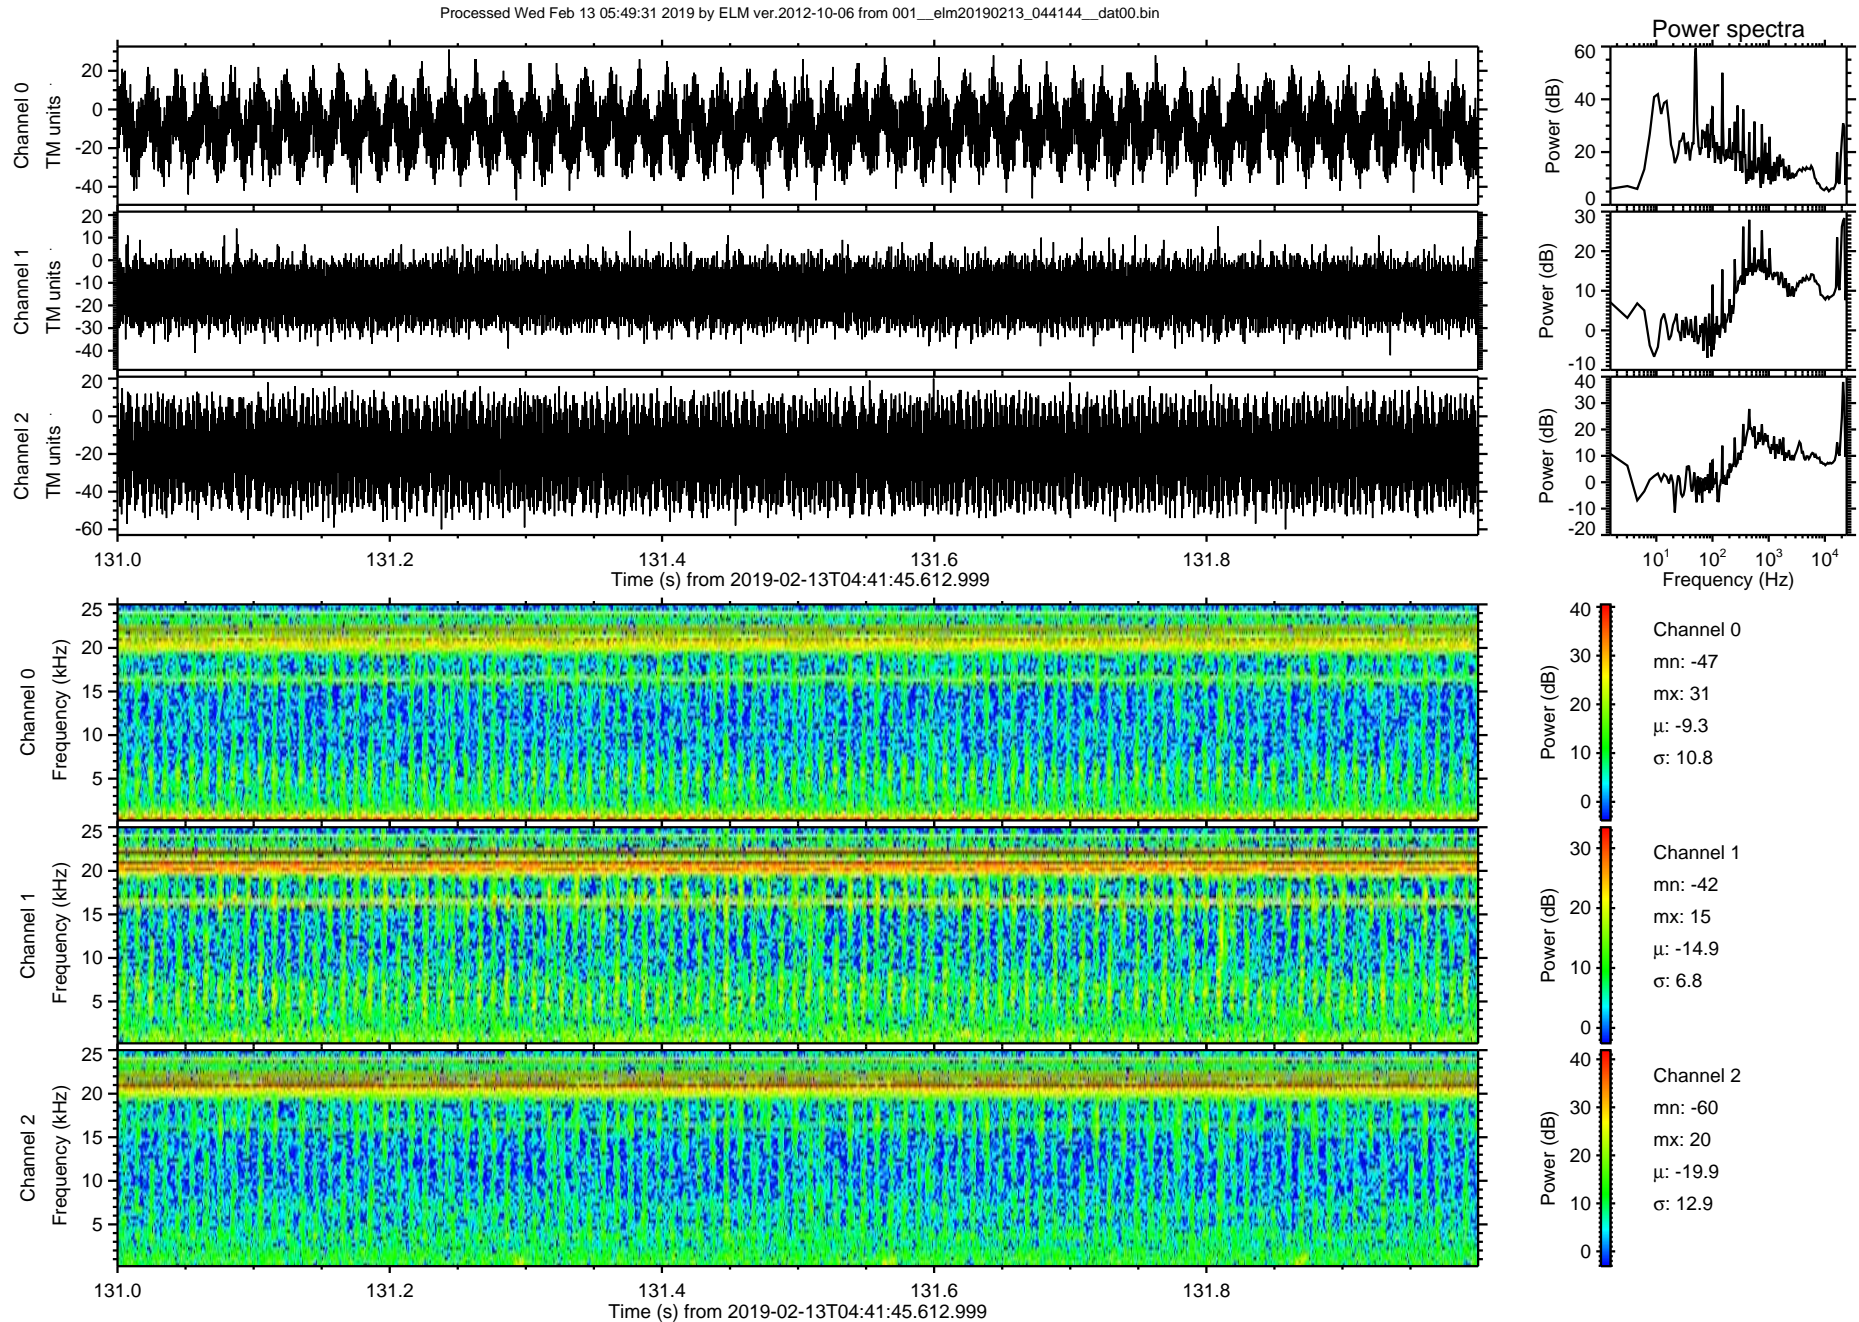 Processed Wed Feb 13 05:49:31 2019 by ELM ver.2012-10-06 from 001__elm20190213_044144__dat00.bin
Power spectra
Channel 0
TM units
20
0
-20
-40
Power (dB)
60
40
20
0
Channel 1
TM units
20
10
0
-10
-20
-30
-40
Power (dB)
30
20
10
0
-10
Channel 2
TM units
20
0
-20
-40
-60
Power (dB)
40
30
20
10
0
-10
-20
131.0 131.2 131.4 131.6 131.8
Time (s) from 2019-02-13T04:41:45.612.999
10^1 10^2 10^3 10^4
Frequency (Hz)
Channel 0
Frequency (kHz)
25
20
15
10
5
Power (dB)
40
30
20
10
0
Channel 0
mn: -47
mx: 31
µ: -9.3
σ: 10.8
Channel 1
Frequency (kHz)
25
20
15
10
5
Power (dB)
30
20
10
0
Channel 1
mn: -42
mx: 15
µ: -14.9
σ: 6.8
Channel 2
Frequency (kHz)
25
20
15
10
5
Power (dB)
40
30
20
10
0
Channel 2
mn: -60
mx: 20
µ: -19.9
σ: 12.9
131.0 131.2 131.4 131.6 131.8
Time (s) from 2019-02-13T04:41:45.612.999